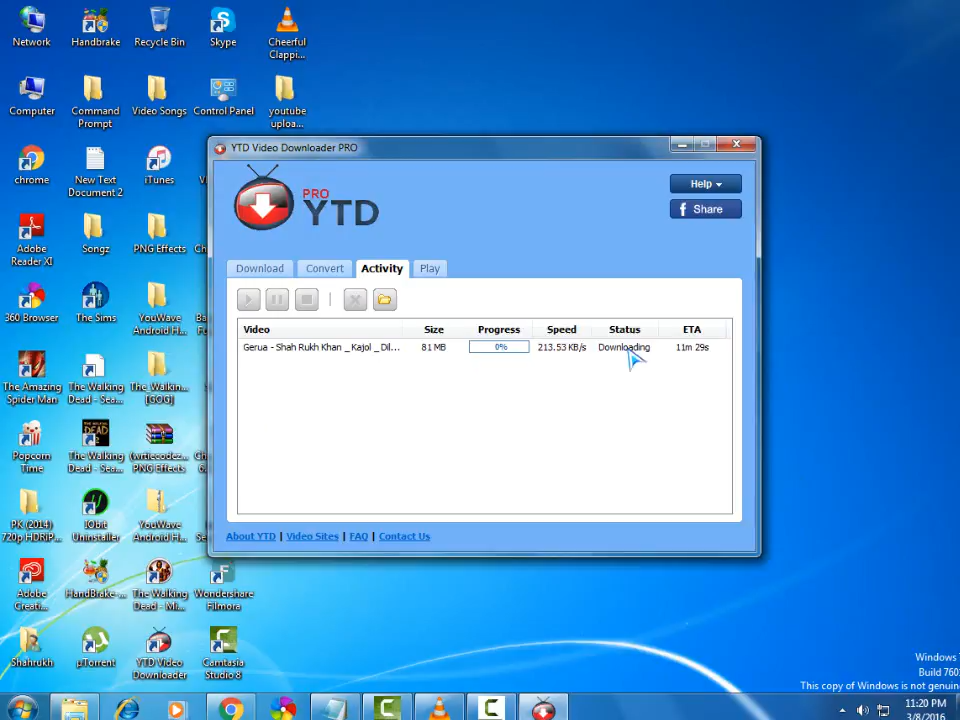 Network
Handbrake
Recycle Bin
Skype
Cheerful
Clappi...
Computer
Command
Prompt
Video Songs
Control Panel
youtube
uploa...
chrome
New Text
Document 2
iTunes
Adobe
Reader XI
Songz
PNG Effects
360 Browser
The Sims
YouWave
Android H...
The Amazing
Spider Man
The Walking
Dead - Sea...
The_Walkin...
[GOG]
Popcorn
Time
The Walking
Dead - Sea...
PNG Effects
PK (2014)
720p HDRIP...
IObit
Uninstaller
YouWave
Android H...
Adobe
Creati...
HandBrake-...
The Walking
Dead - Mi...
Wondershare
Filmora
Shahrukh
µTorrent
YTD Video
Downloader
Camtasia
Studio 8
YTD Video Downloader PRO
PRO
YTD
Help
f Share
Download
Convert
Activity
Play
Video Size Progress Speed Status ETA
Gerua - Shah Rukh Khan _ Kajol _ Dil... 81 MB 0% 213.53 KB/s Downloading 11m 29s
About YTD | Video Sites | FAQ | Contact Us
Windows
Build 760
This copy of Windows is not genuin
11:20 PM
3/8/2016